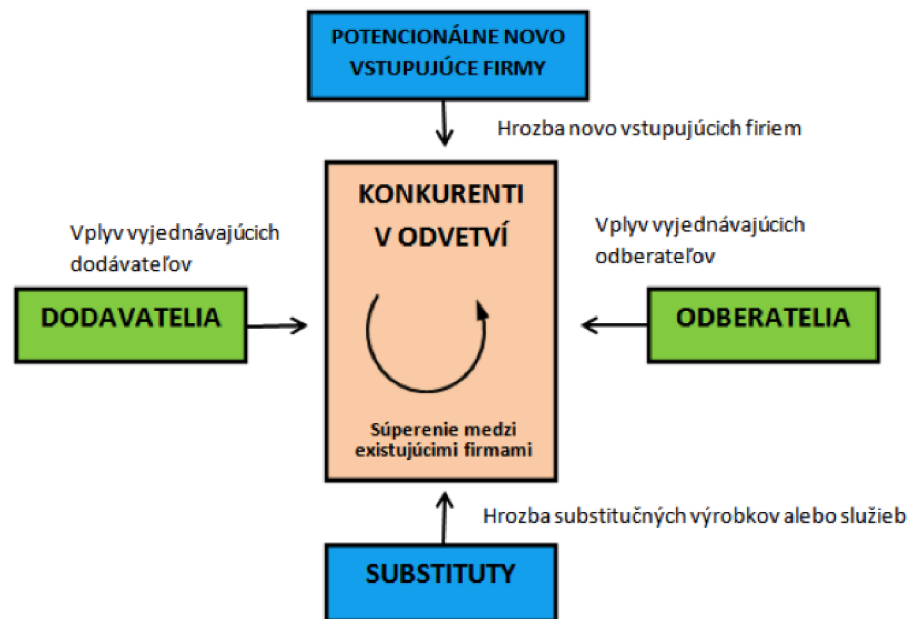 POTENCIONÁLNE NOVO
VSTUPUJÚCE FIRMY
Hrozba novo vstupujúcich firiem
KONKURENTI
V ODVETVÍ
Vplyv vyjednávajúcich
dodávateľov
Vplyv vyjednávajúcich
odberateľov
DODAVATELIA
ODBERATELIA
Súperenie medzi
existujúcimi firmami
Hrozba substitučných výrobkov alebo služieb
SUBSTITUTY